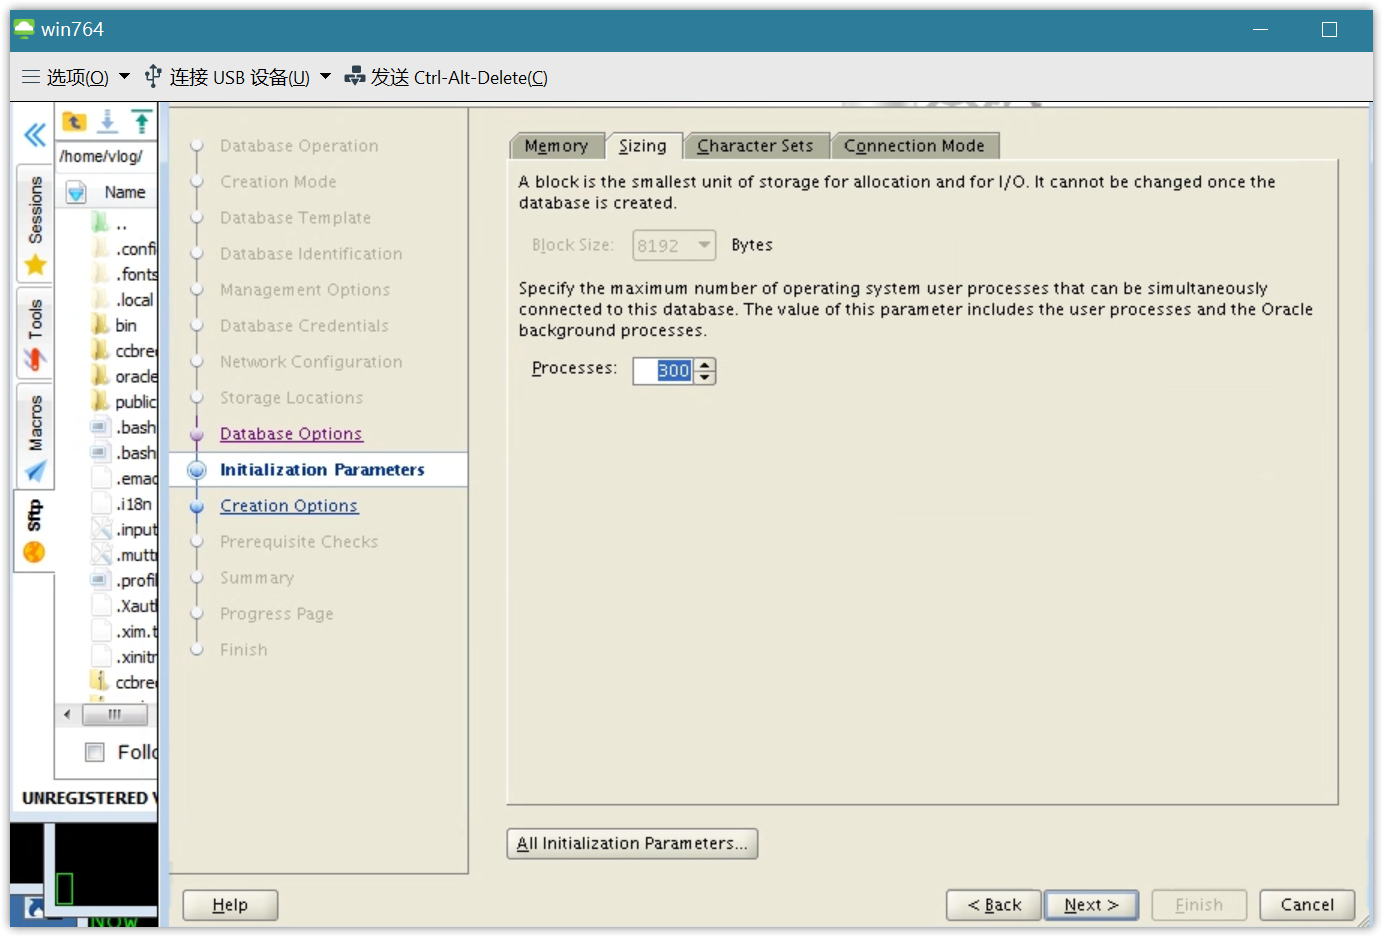 win764
选项(O)
连接 USB 设备(U)
发送 Ctrl-Alt-Delete(C)
/home/vlog/
Name
..
.confi
.fonts
.local
bin
ccbre
oracle
public
.bash
.bash
.emac
.i18n
.input
.muttr
.profil
.Xaut
.xim.t
.xinitr
ccbre
Follo
UNREGISTERED V
Now
Sessions
Tools
Macros
Sftp
Database Operation
Creation Mode
Database Template
Database Identification
Management Options
Database Credentials
Network Configuration
Storage Locations
Database Options
Initialization Parameters
Creation Options
Prerequisite Checks
Summary
Progress Page
Finish
Memory Sizing Character Sets Connection Mode
A block is the smallest unit of storage for allocation and for I/O. It cannot be changed once the
database is created.
Block Size: 8192 Bytes
Specify the maximum number of operating system user processes that can be simultaneously
connected to this database. The value of this parameter includes the user processes and the Oracle
background processes.
Processes: 300
All Initialization Parameters...
Help
< Back
Next >
Finish
Cancel